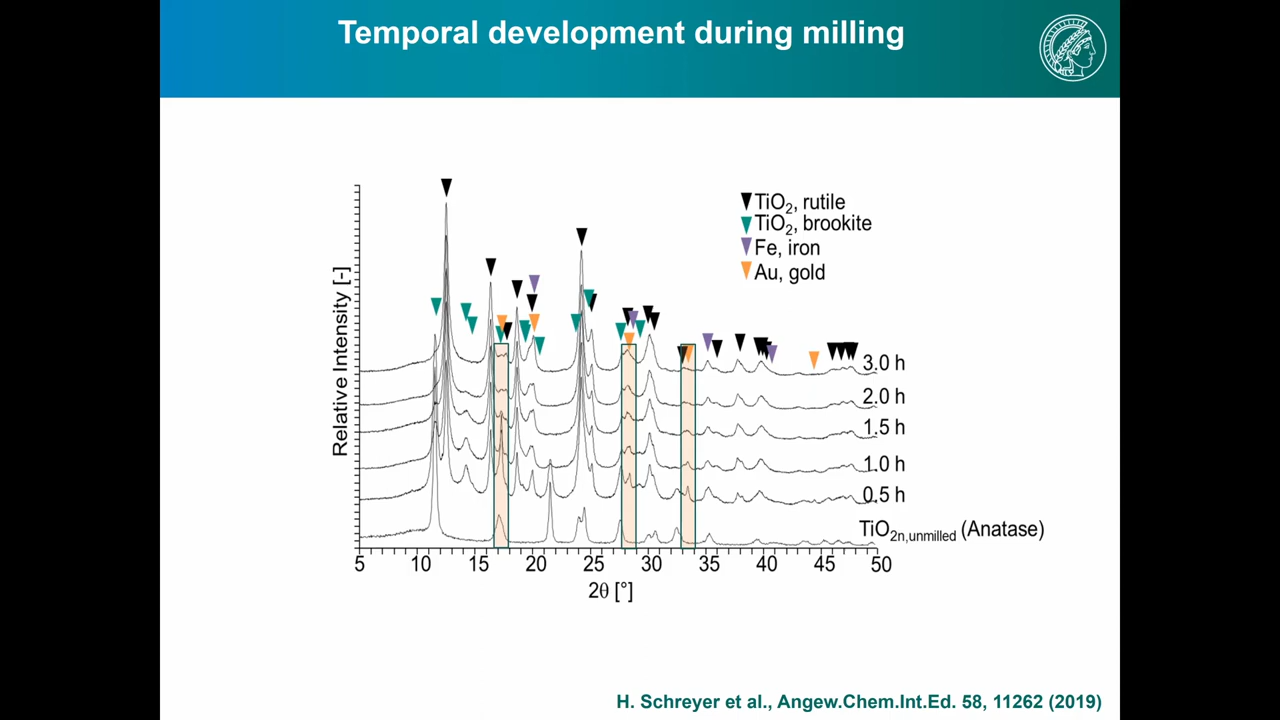 Temporal development during milling
TiO2, rutile
TiO2, brookite
Fe, iron
Au, gold
Relative Intensity [-]
3.0 h
2.0 h
1.5 h
1.0 h
0.5 h
TiO2n,unmilled (Anatase)
5 10 15 20 25 30 35 40 45 50
2θ [°]
H. Schreyer et al., Angew.Chem.Int.Ed. 58, 11262 (2019)